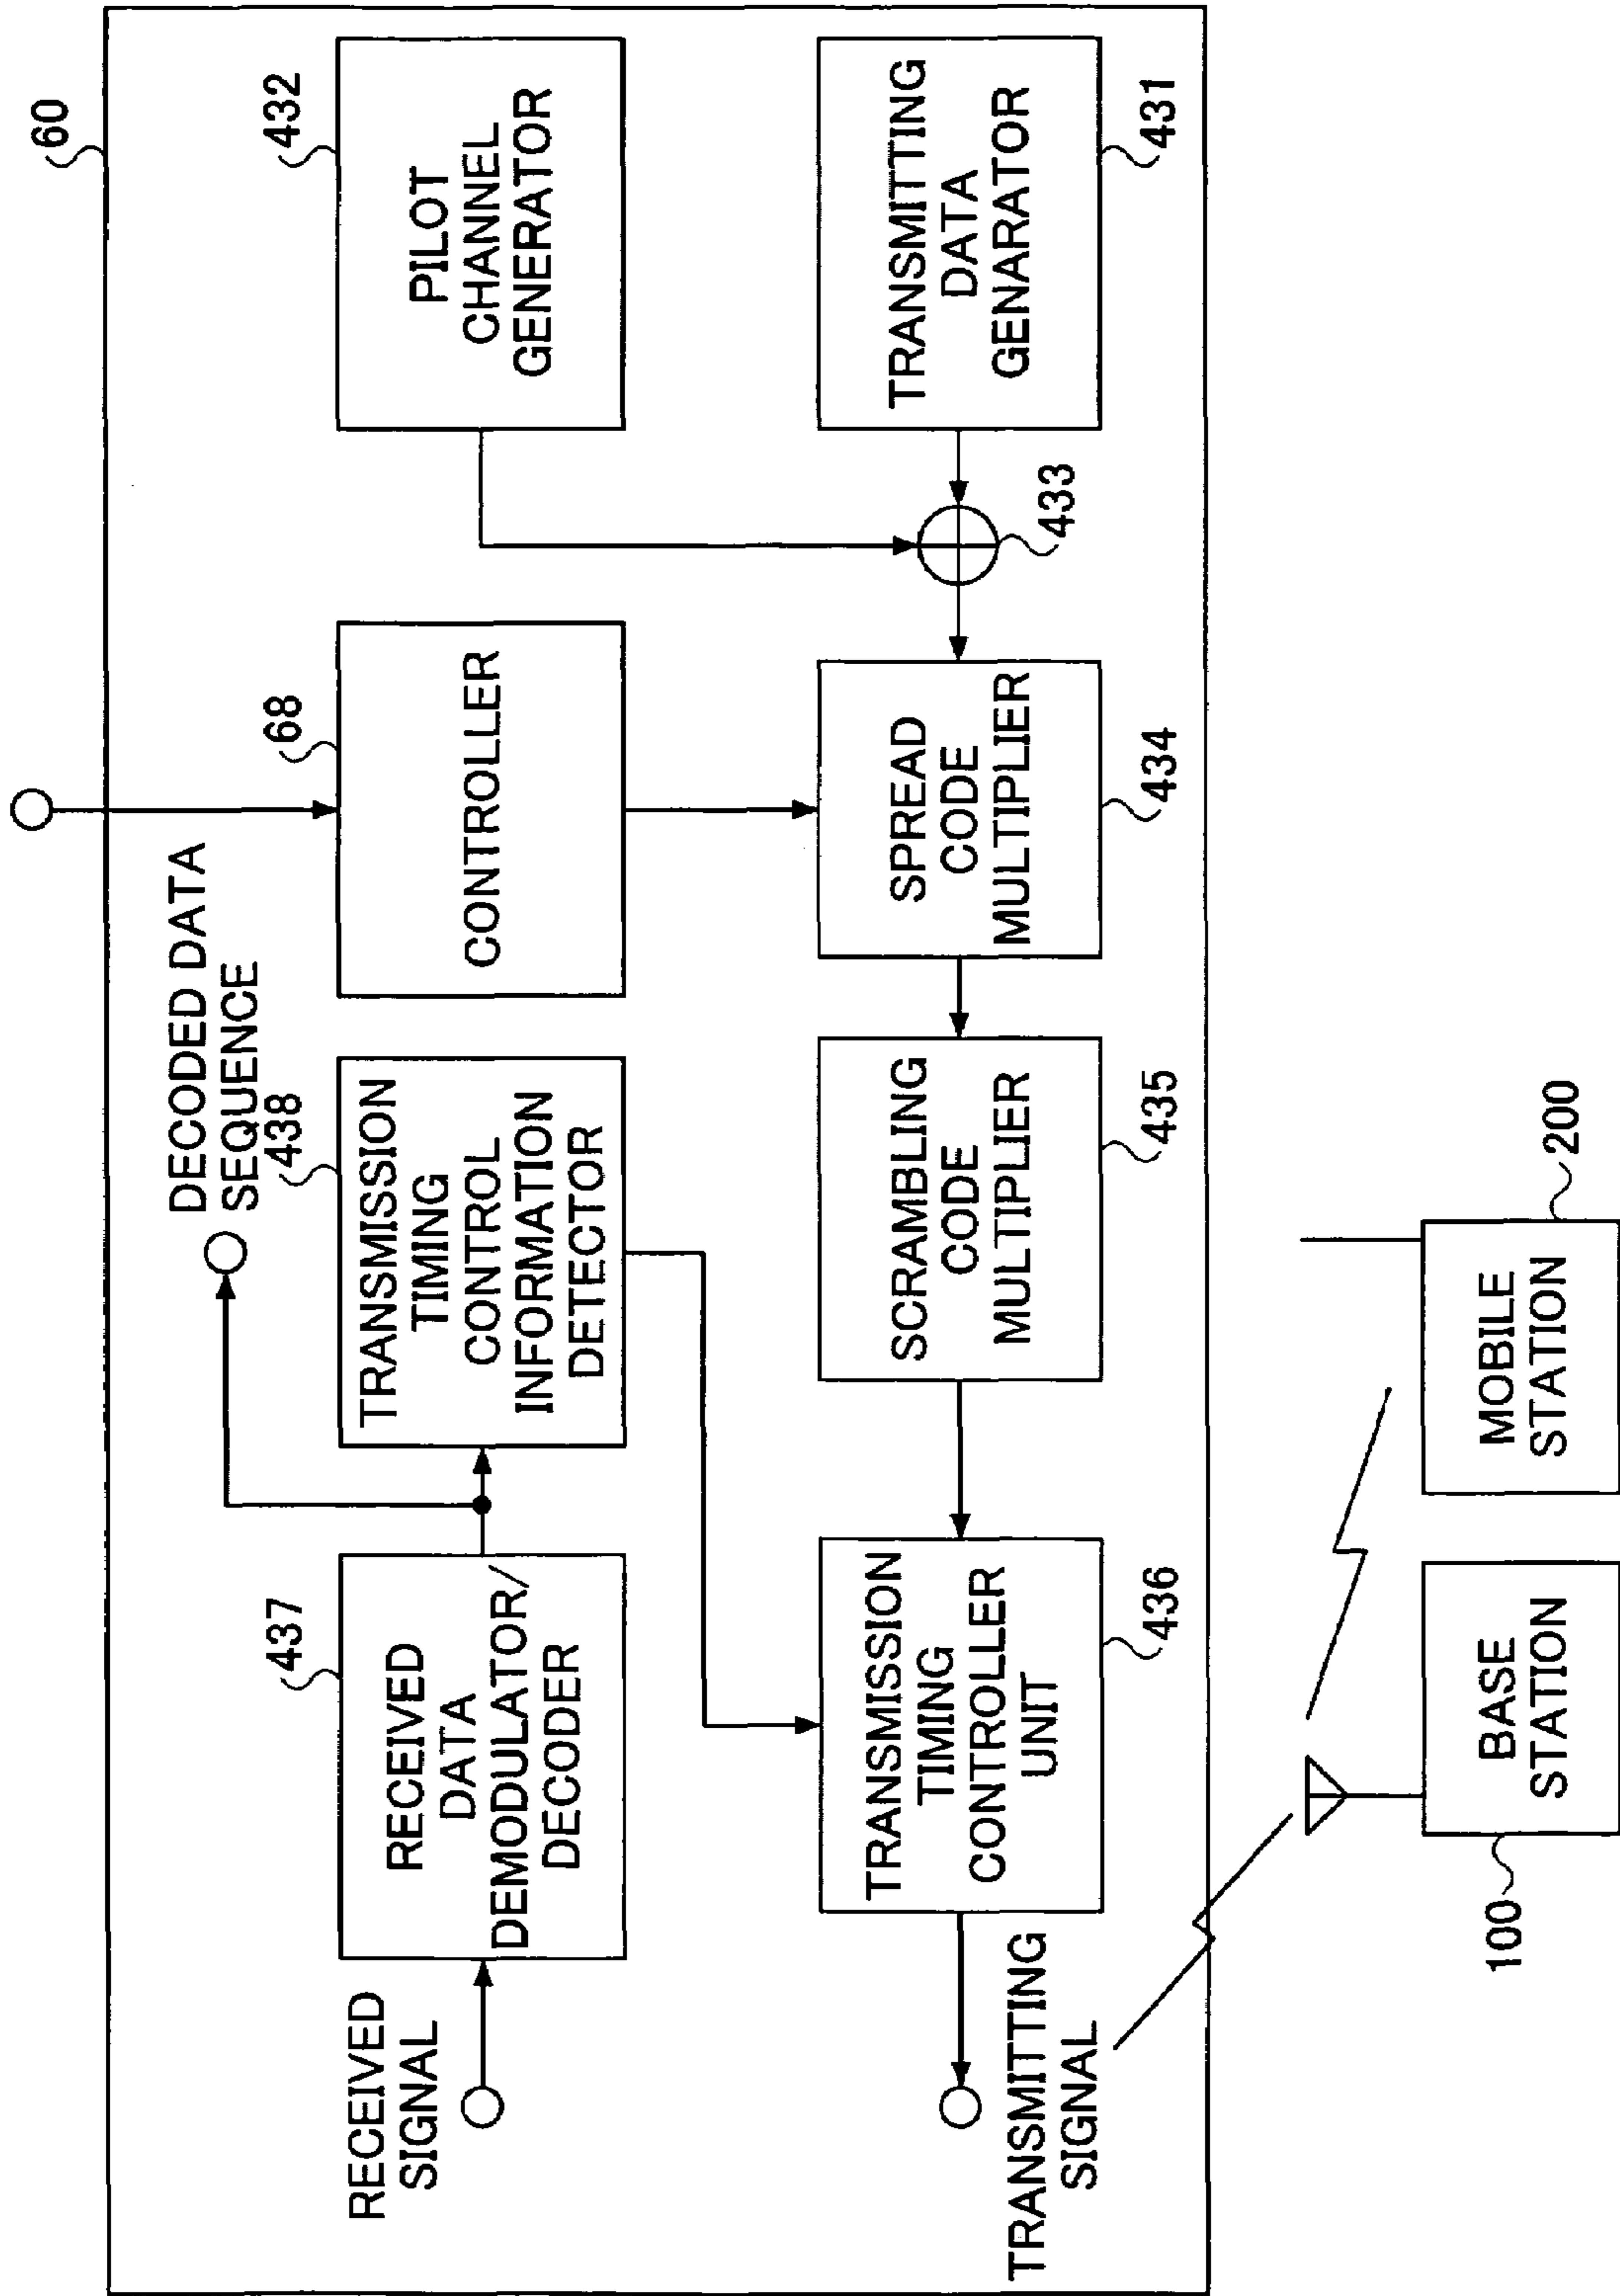 60
DECODED DATA
SEQUENCE
437
438
68
432
RECEIVED
SIGNAL
RECEIVED
DATA
DEMODULATOR/
DECODER
TRANSMISSION
TIMING
CONTROL
INFORMATION
DETECTOR
CONTROLLER
PILOT
CHANNEL
GENERATOR
TRANSMISSION
TIMING
CONTROLLER
UNIT
SCRAMBLING
CODE
MULTIPLIER
SPREAD
CODE
MULTIPLIER
TRANSMITTING
DATA
GENARATOR
TRANSMITTING
SIGNAL
436
435
434
433
431
100
BASE
STATION
MOBILE
STATION
200